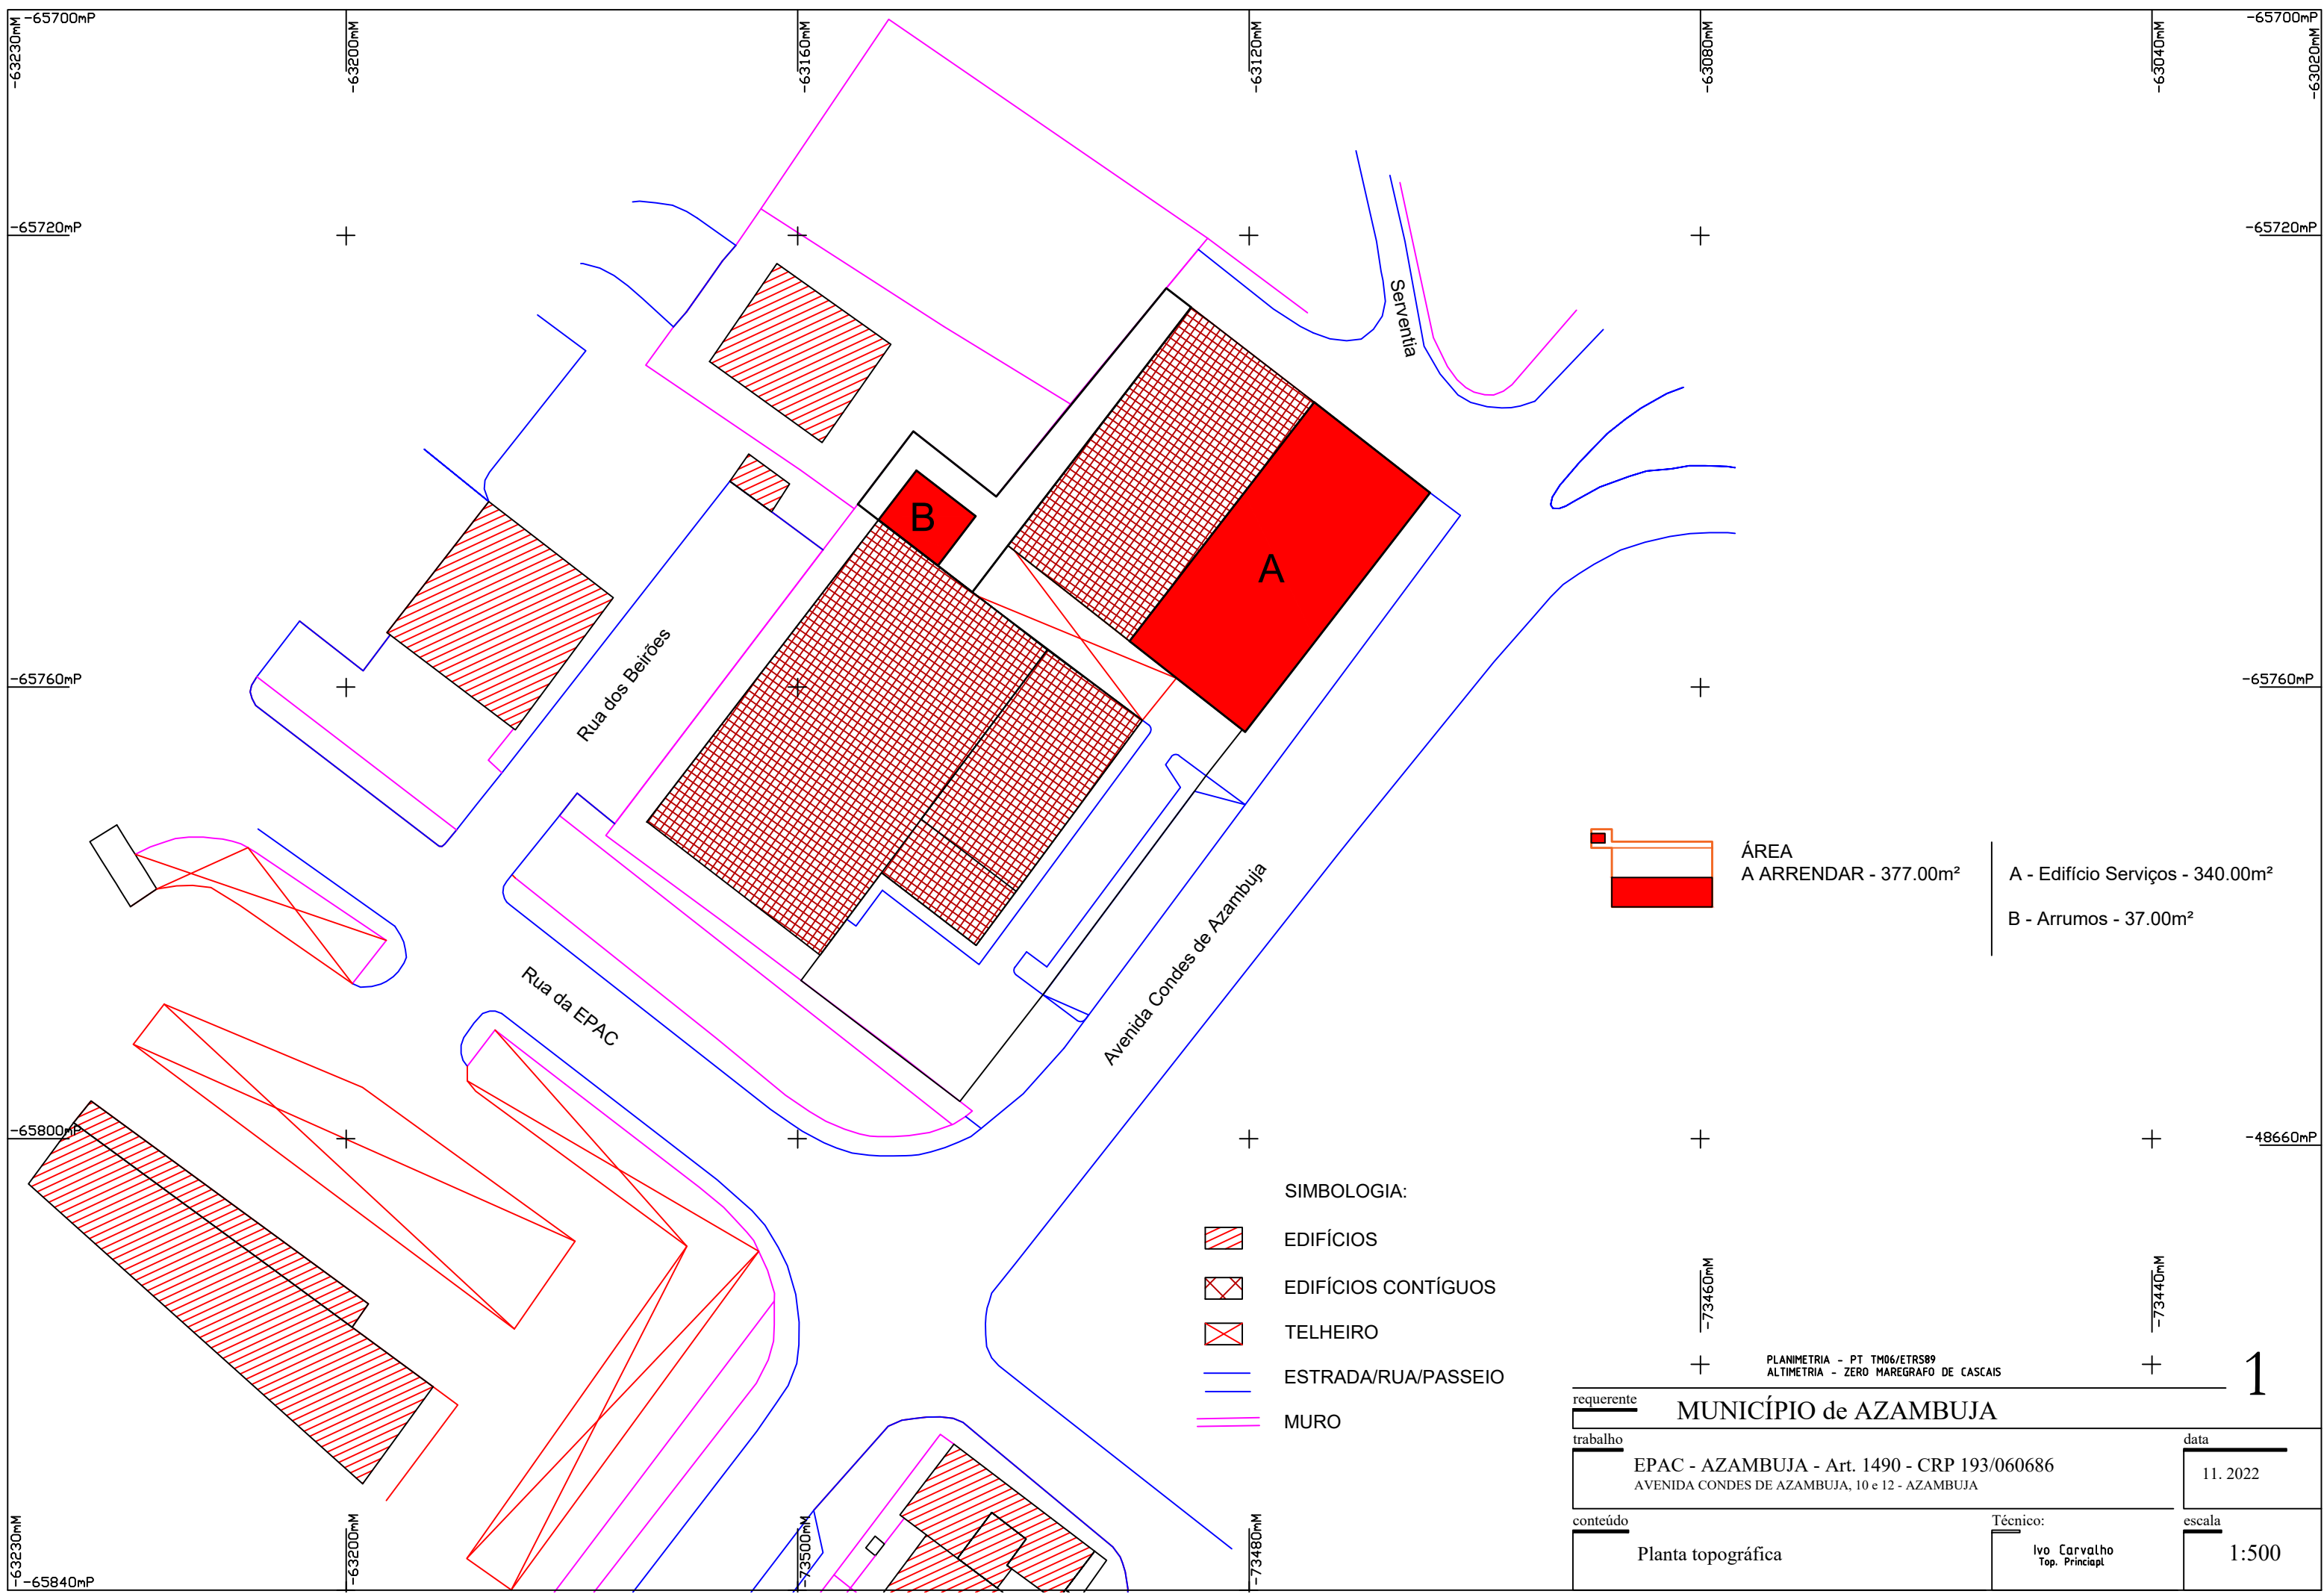 -63230mM
-65700mP
-63200mM
-63160mM
-63120mM
-63080mM
-63040mM
-65700mP
-63020mM
-65720mP
-65720mP
Serventia
B
A
Rua dos Beirões
-65760mP
-65760mP
ÁREA
A ARRENDAR - 377.00m²
A - Edifício Serviços - 340.00m²
B - Arrumos - 37.00m²
Avenida Condes de Azambuja
Rua da EPAC
-65800mP
-48660mP
SIMBOLOGIA:
EDIFÍCIOS
EDIFÍCIOS CONTÍGUOS
TELHEIRO
ESTRADA/RUA/PASSEIO
MURO
-73460mM
-73440mM
PLANIMETRIA - PT TM06/ETRS89
ALTIMETRIA - ZERO MAREGRAFO DE CASCAIS
1
requerente
MUNICÍPIO de AZAMBUJA
trabalho
EPAC - AZAMBUJA - Art. 1490 - CRP 193/060686
AVENIDA CONDES DE AZAMBUJA, 10 e 12 - AZAMBUJA
data
11. 2022
conteúdo
Planta topográfica
Técnico:
Ivo Carvalho
Top. Princiapl
escala
1:500
-63230mM
-65840mP
-63200mM
-73500mM
-73480mM